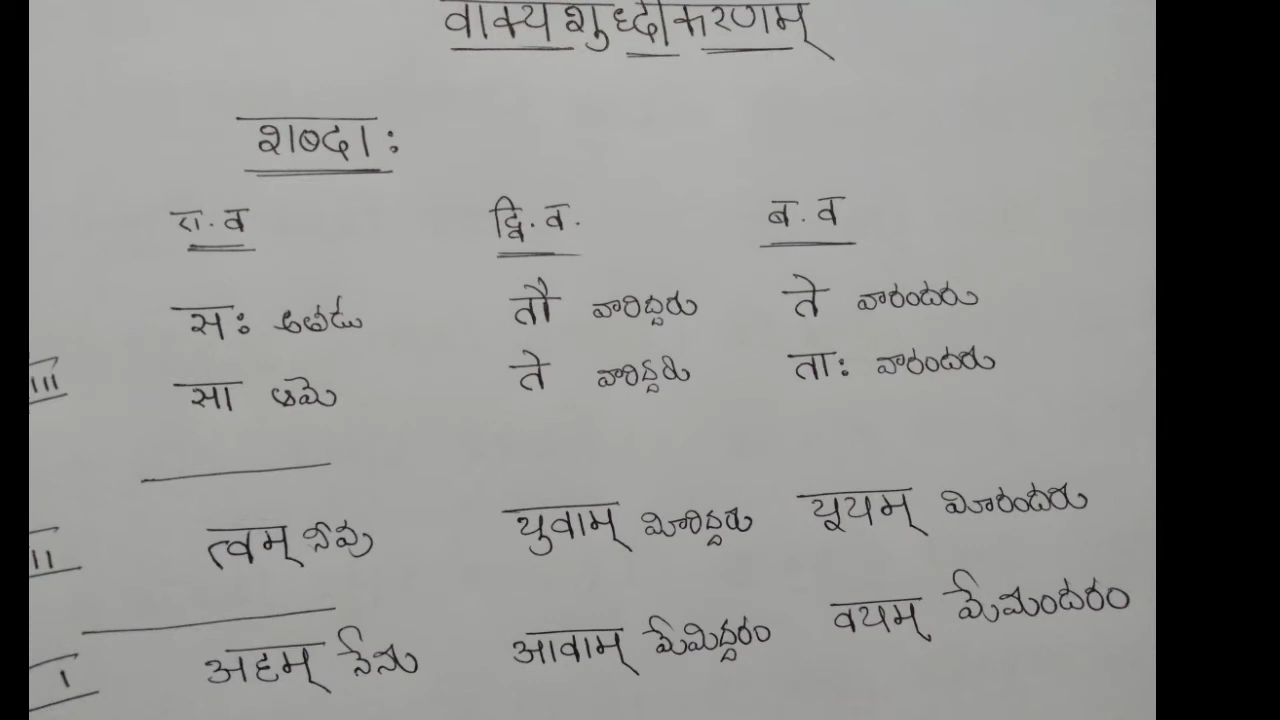 वाक्यशुद्धीकरणम्
शब्दाः
ए.व द्वि.व. ब.व
सः అతడు तौ వారిద్దరు ते వారందరు
III सा ఆమె ते వారిద్దరు ताः వారందరు
II त्वम् నీవు युवाम् మీరిద్దరు यूयम् మీరందరు
I अहम् నేను आवाम् మేమిద్దరం वयम् మేమందరం